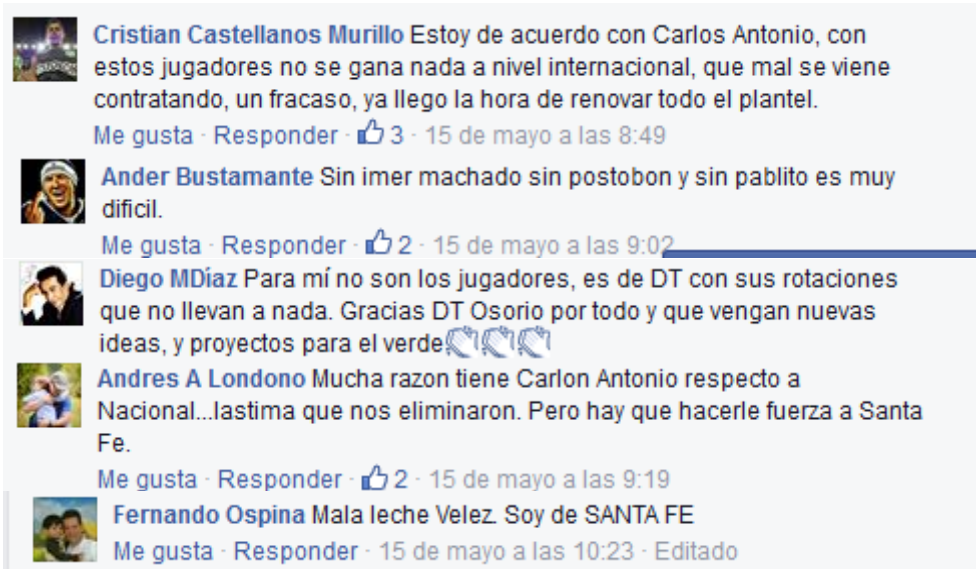 Cristian Castellanos Murillo Estoy de acuerdo con Carlos Antonio, con
estos jugadores no se gana nada a nivel internacional, que mal se viene
contratando, un fracaso, ya llego la hora de renovar todo el plantel.
Me gusta · Responder · 3 · 15 de mayo a las 8:49
Ander Bustamante Sin imer machado sin postobon y sin pablito es muy
dificil.
Me gusta · Responder · 2 · 15 de mayo a las 9:02
Diego MDiaz Para mí no son los jugadores, es de DT con sus rotaciones
que no llevan a nada. Gracias DT Osorio por todo y que vengan nuevas
ideas, y proyectos para el verde
Andres A Londono Mucha razon tiene Carlon Antonio respecto a
Nacional...lastima que nos eliminaron. Pero hay que hacerle fuerza a Santa
Fe.
Me gusta · Responder · 2 · 15 de mayo a las 9:19
Fernando Ospina Mala leche Velez. Soy de SANTA FE
Me gusta · Responder · 15 de mayo a las 10:23 · Editado